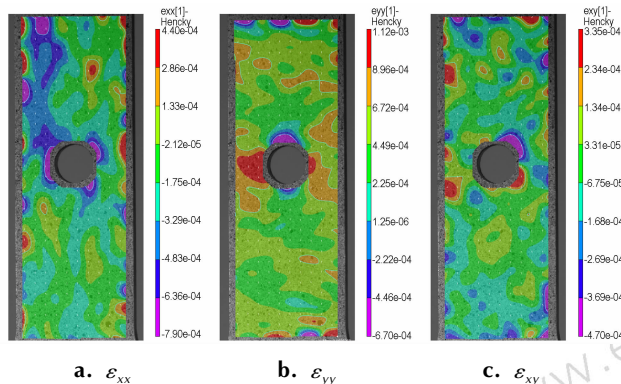 exx[1]-
Hencky
4.40e-04
2.86e-04
1.33e-04
-2.12e-05
-1.75e-04
-3.29e-04
-4.83e-04
-6.36e-04
-7.90e-04
eyy[1]-
Hencky
1.12e-03
8.96e-04
6.72e-04
4.49e-04
2.25e-04
1.25e-06
-2.22e-04
-4.46e-04
-6.70e-04
exy[1]-
Hencky
3.35e-04
2.34e-04
1.34e-04
3.31e-05
-6.75e-05
-1.68e-04
-2.69e-04
-3.69e-04
-4.70e-04
a. εxx
b. εyy
c. εxy
w.e